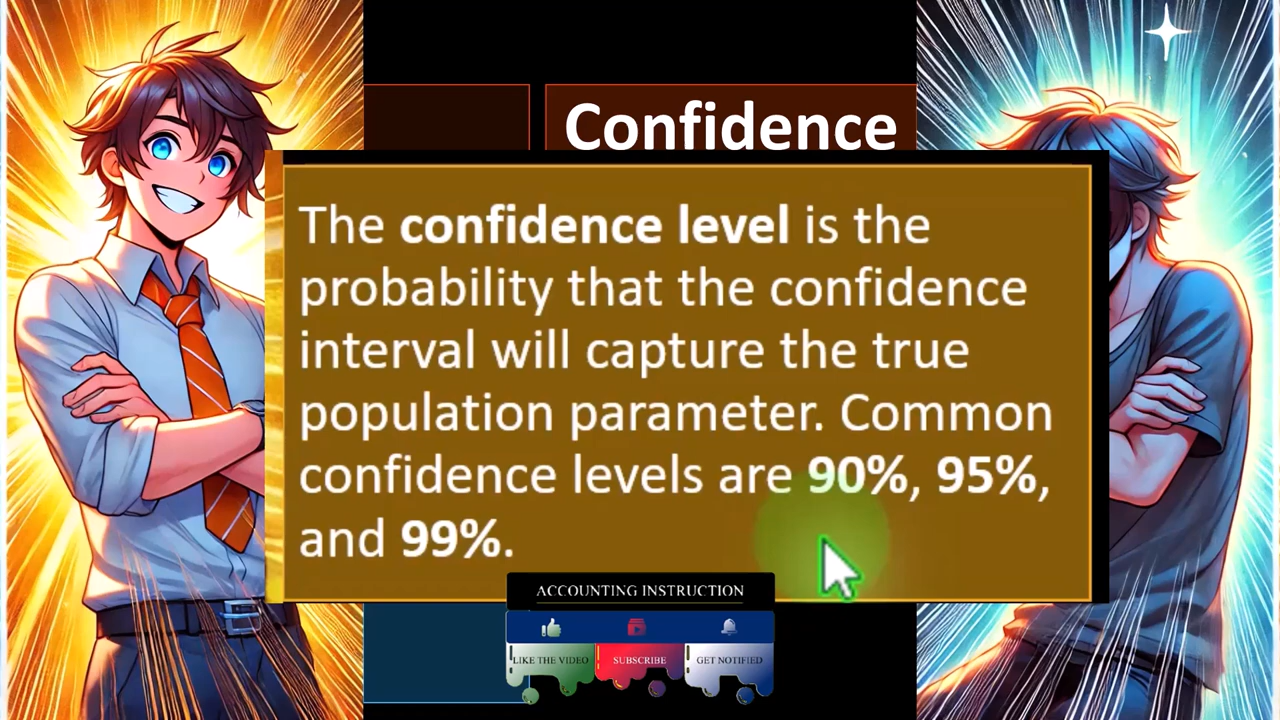 Confidence
The confidence level is the
probability that the confidence
interval will capture the true
population parameter. Common
confidence levels are 90%, 95%,
and 99%.
ACCOUNTING INSTRUCTION
LIKE THE VIDEO
SUBSCRIBE
GET NOTIFIED